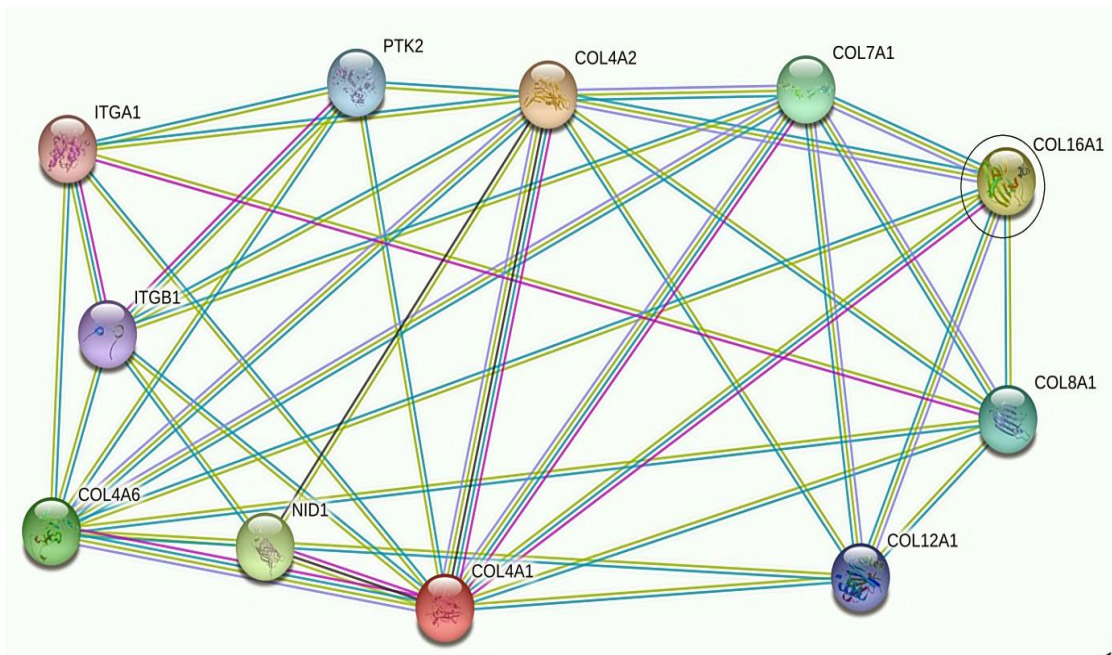 PTK2
COL4A2
COL7A1
ITGA1
COL16A1
ITGB1
COL8A1
COL4A6
NID1
COL12A1
COL4A1